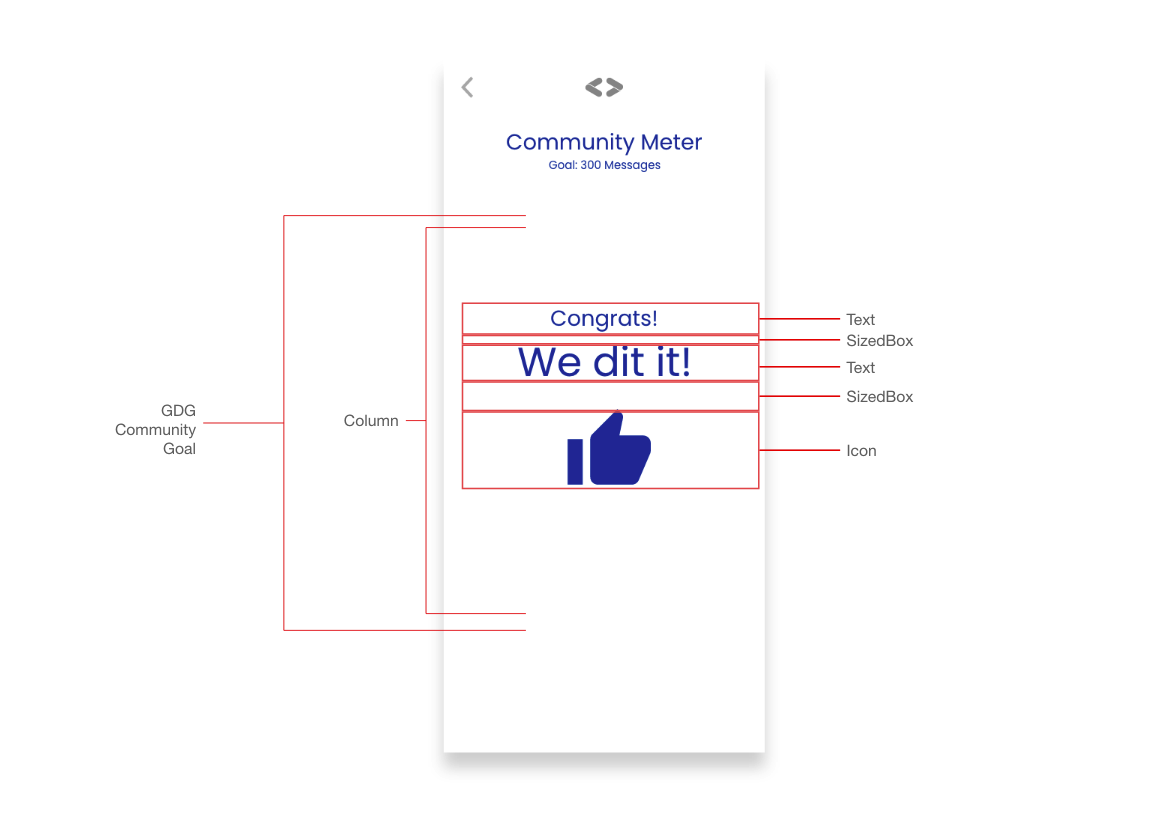 Community Meter
Goal: 300 Messages
Congrats!
We dit it!
GDG
Community
Goal
Column
Text
SizedBox
Text
SizedBox
Icon